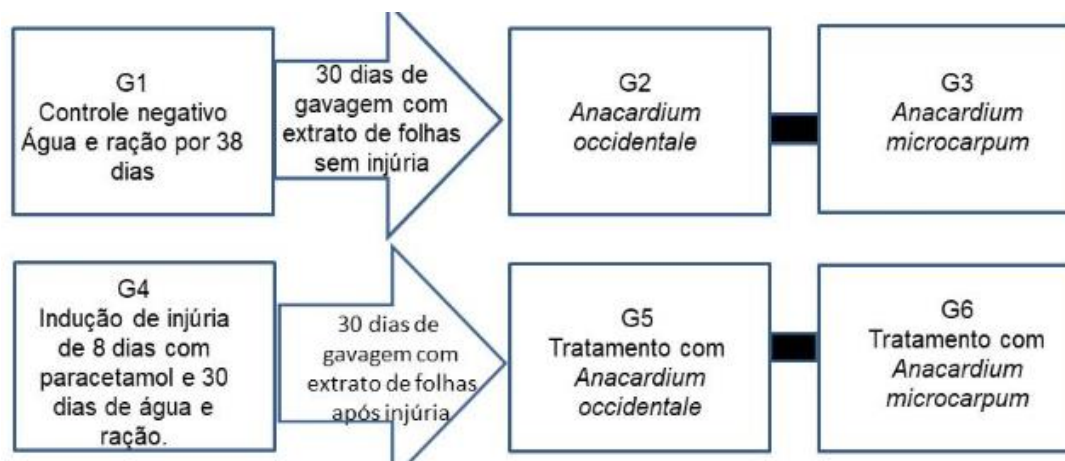 G1
Controle negativo
Água e ração por 38
dias
30 dias de
gavagem com
extrato de folhas
sem injúria
G2
Anacardium
occidentale
G3
Anacardium
microcarpum
G4
Indução de injúria
de 8 dias com
paracetamol e 30
dias de água e
ração.
30 dias de
gavagem com
extrato de folhas
após injúria
G5
Tratamento com
Anacardium
occidentale
G6
Tratamento com
Anacardium
microcarpum